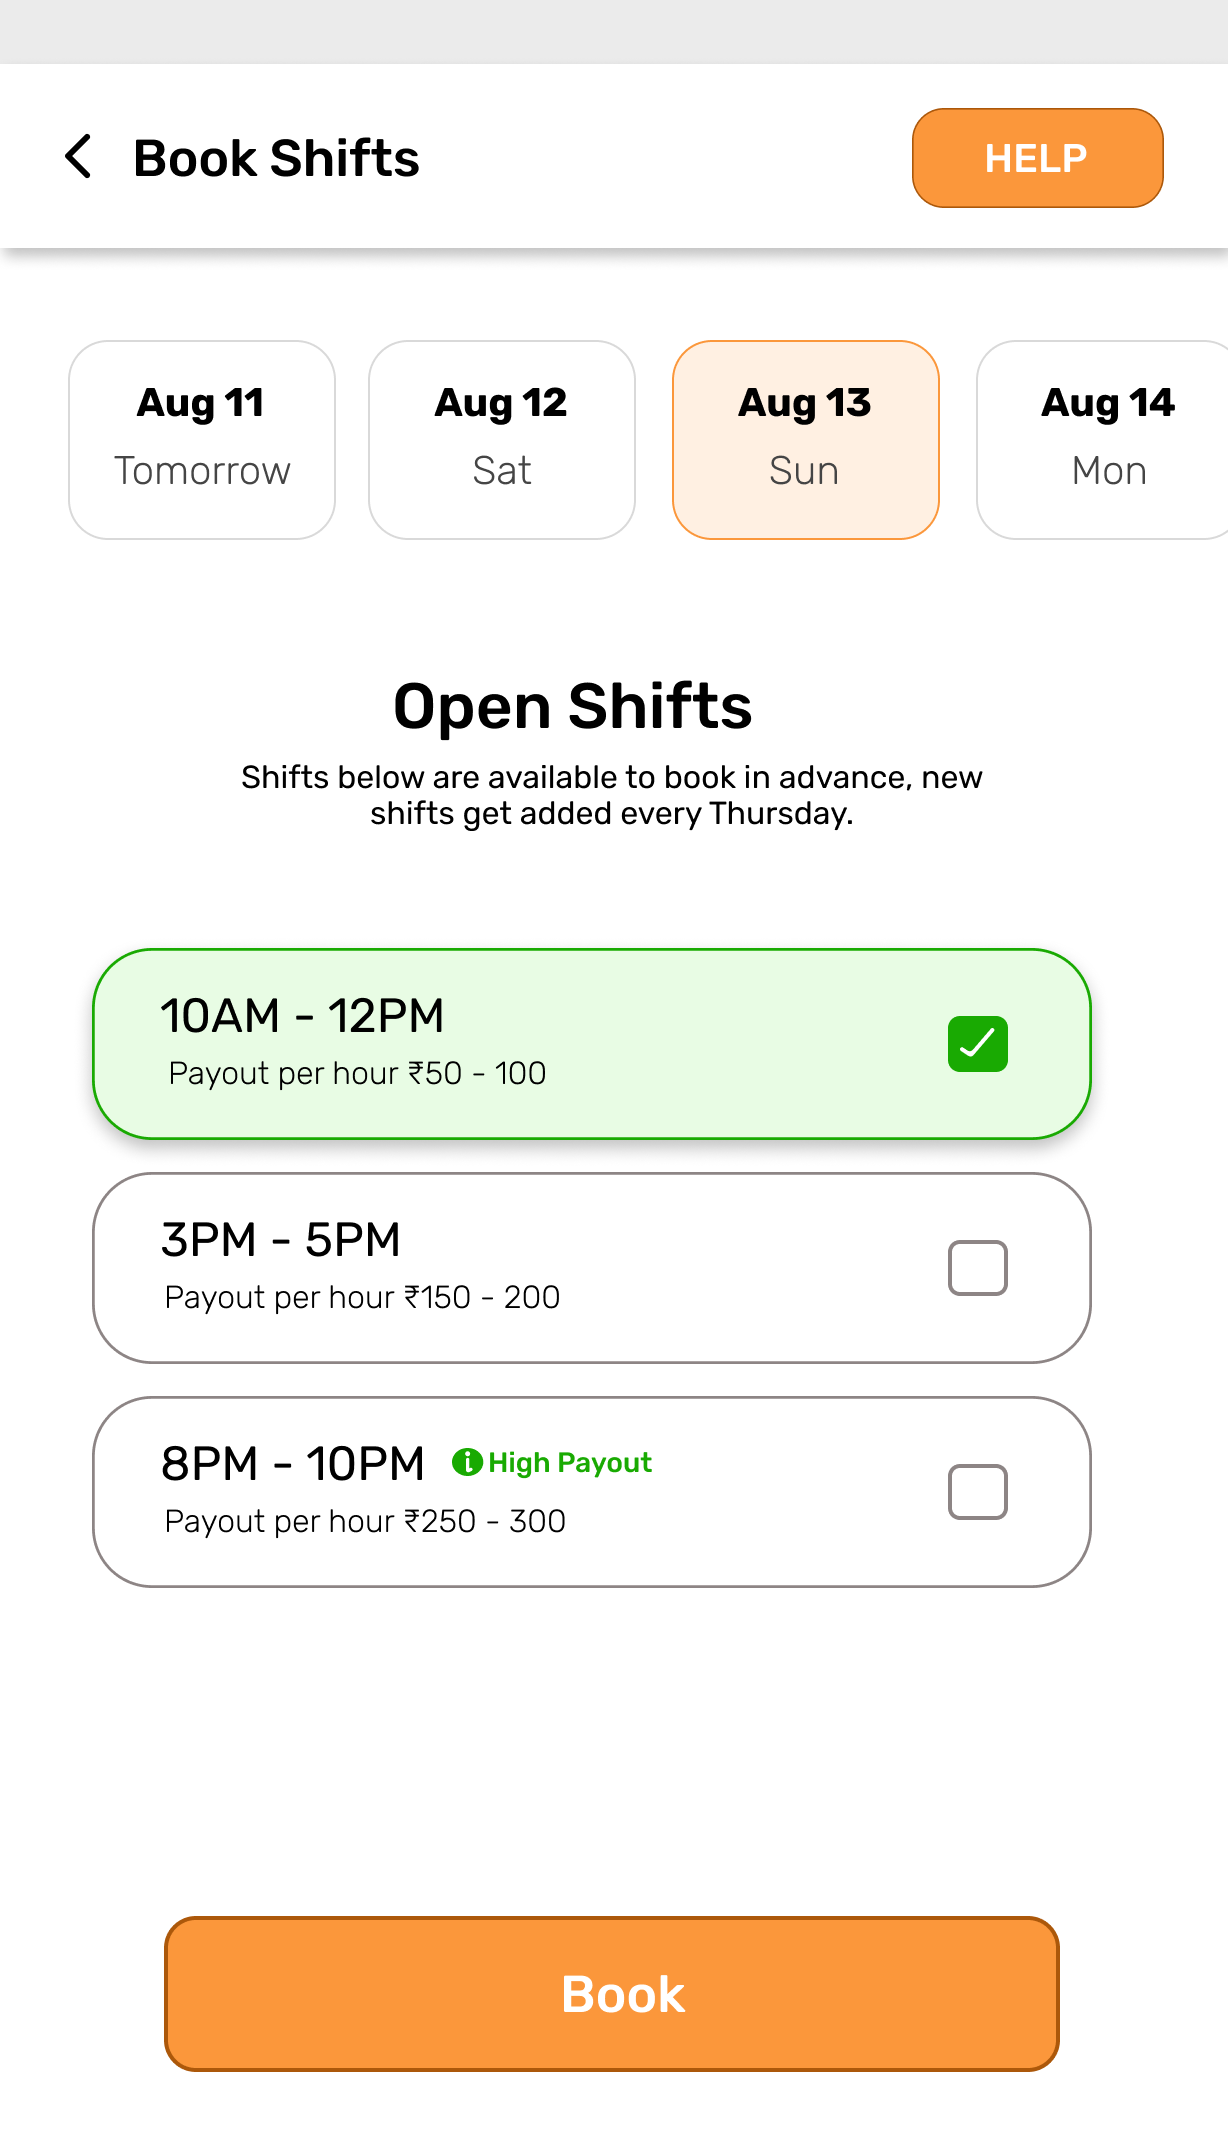 Book Shifts
HELP
Aug 11
Tomorrow
Aug 12
Sat
Aug 13
Sun
Aug 14
Mon
Open Shifts
Shifts below are available to book in advance, new
shifts get added every Thursday.
10AM - 12PM
Payout per hour ₹50 - 100
3PM - 5PM
Payout per hour ₹150 - 200
8PM - 10PM
High Payout
Payout per hour ₹250 - 300
Book